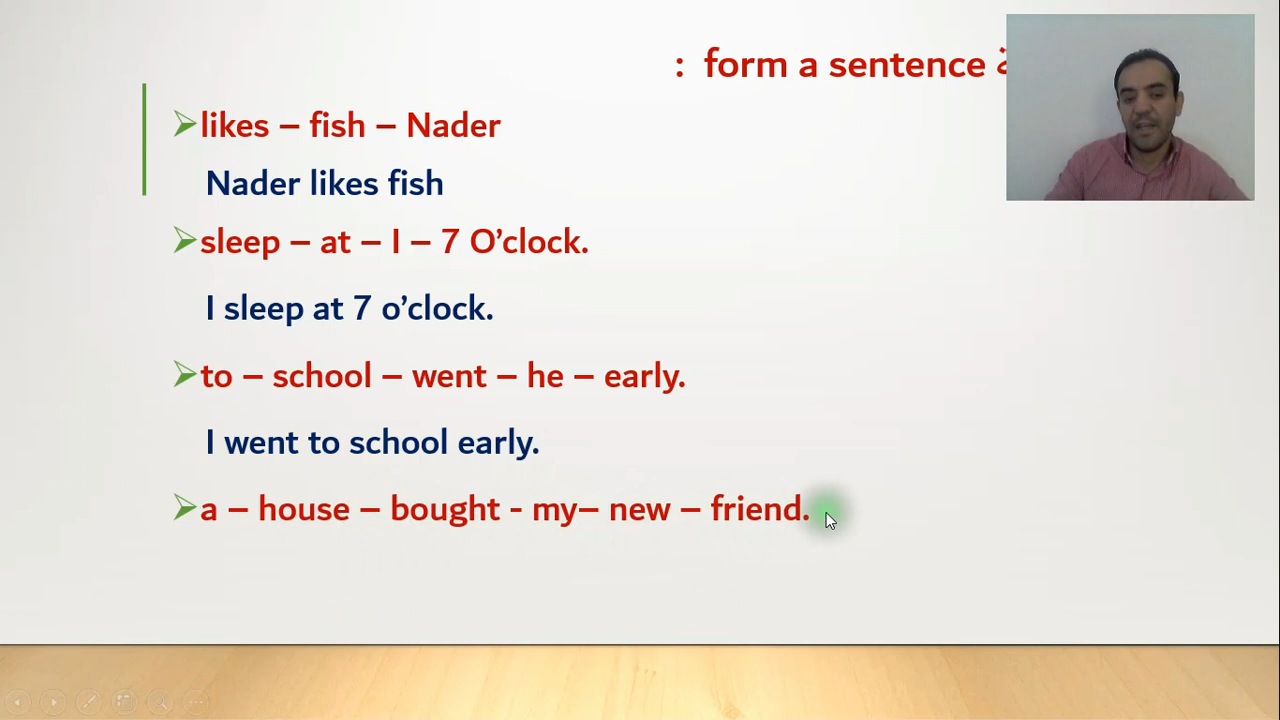 : form a sentence
likes – fish – Nader
Nader likes fish
sleep – at – I – 7 O’clock.
I sleep at 7 o’clock.
to – school – went – he – early.
I went to school early.
a – house – bought - my– new – friend.